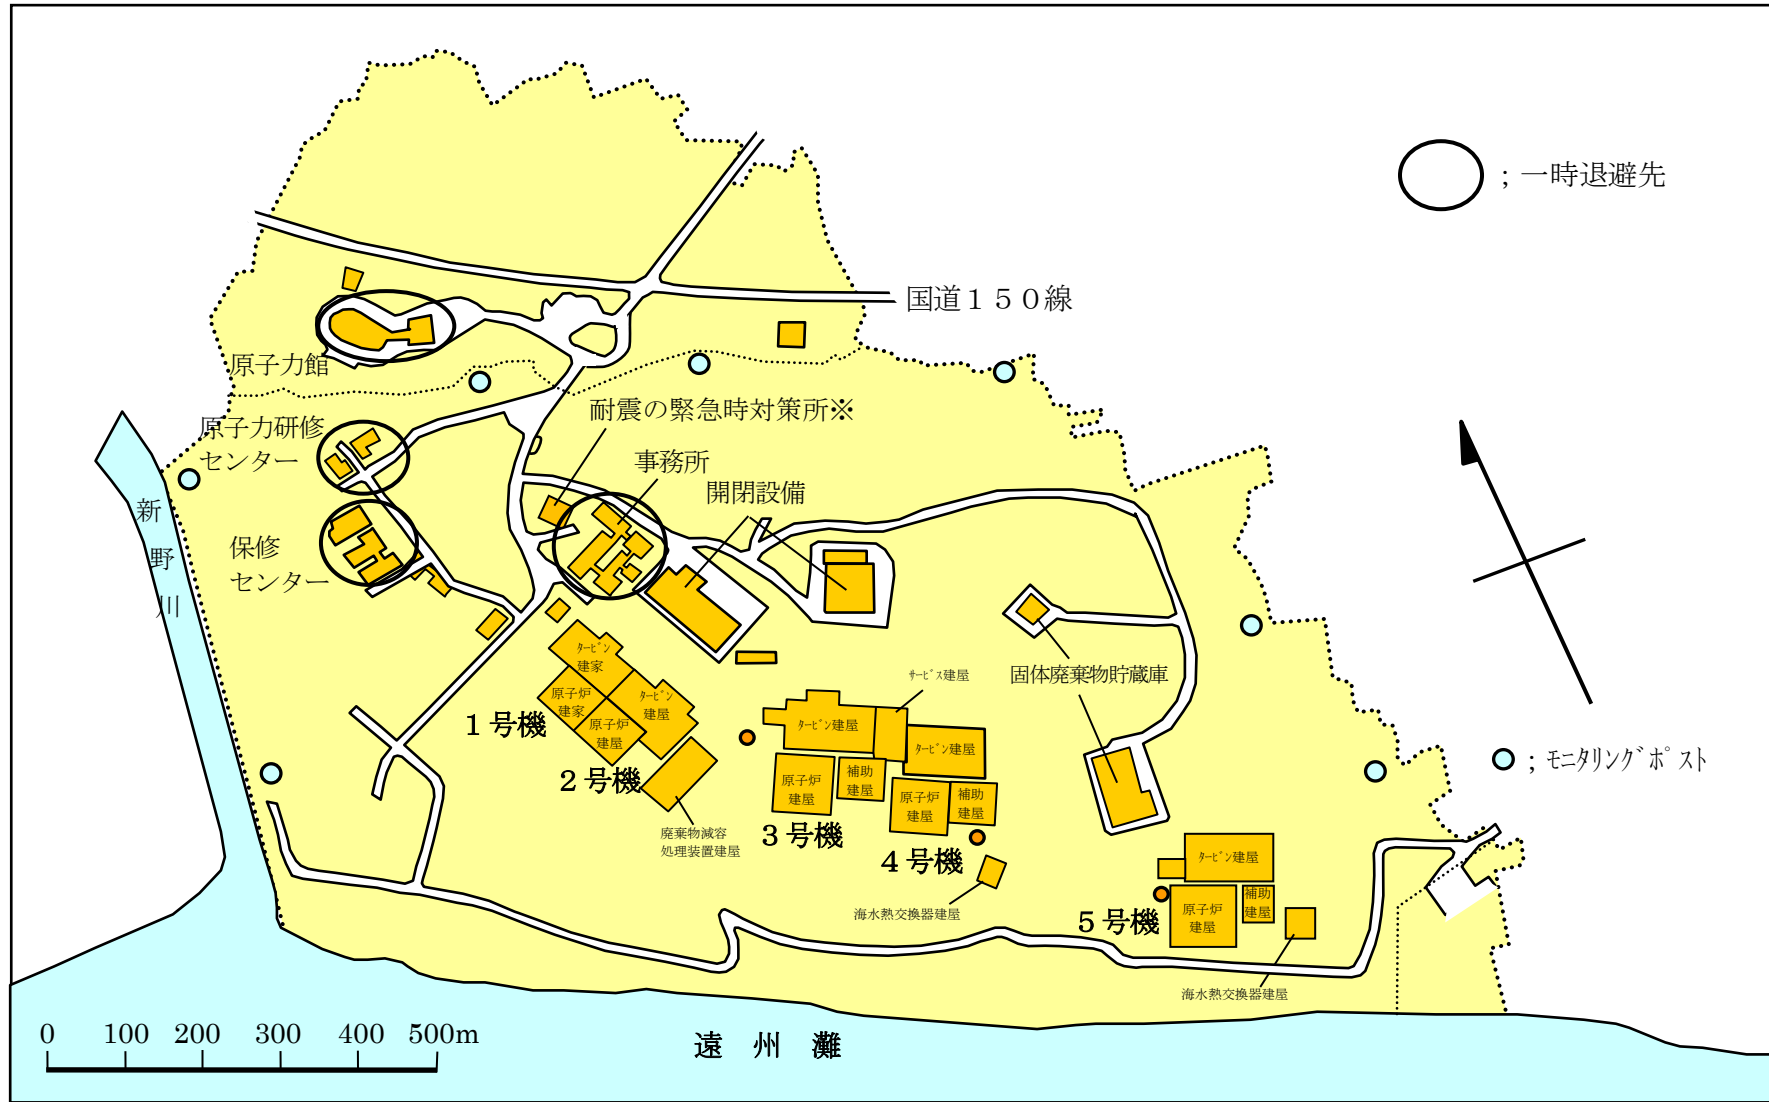 ；一時退避先
国道１５０線
原子力館
耐震の緊急時対策所※
原子力研修
センター
事務所
開閉設備
新
野
川
保修
センター
ﾀｰﾋﾞﾝ
建家
原子炉
建家
１号機
ﾀｰﾋﾞﾝ
建屋
原子炉
建屋
２号機
廃棄物減容
処理装置建屋
ｻｰﾋﾞｽ建屋
固体廃棄物貯蔵庫
ﾀｰﾋﾞﾝ建屋
原子炉
建屋
補助
建屋
３号機
ﾀｰﾋﾞﾝ建屋
原子炉
建屋
補助
建屋
４号機
海水熱交換器建屋
；ﾓﾆﾀﾘﾝｸﾞﾎﾟｽﾄ
ﾀｰﾋﾞﾝ建屋
原子炉
建屋
補助
建屋
５号機
海水熱交換器建屋
0 100 200 300 400 500m
遠州灘